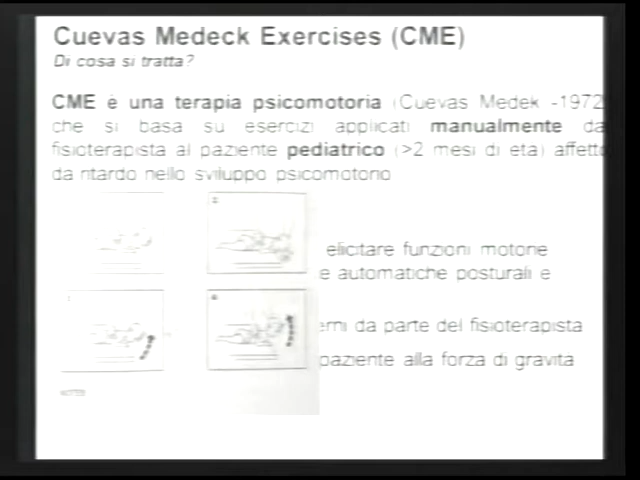 Cuevas Medeck Exercises (CME)
Di cosa si tratta?
CME è una terapia psicomotoria (Cuevas Medek -1972)
che si basa su esercizi applicati manualmente da
fisioterapista al paziente pediatrico (>2 mesi di età) affetto
da ritardo nello sviluppo psicomotorio
elicitare funzioni motorie
e automatiche posturali e
erni da parte del fisioterapista
paziente alla forza di gravità